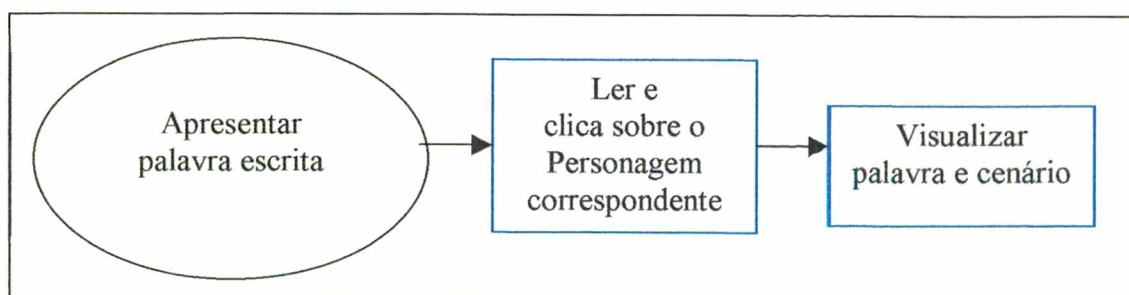 Apresentar
palavra escrita
Ler e
clica sobre o
Personagem
correspondente
Visualizar
palavra e cenário